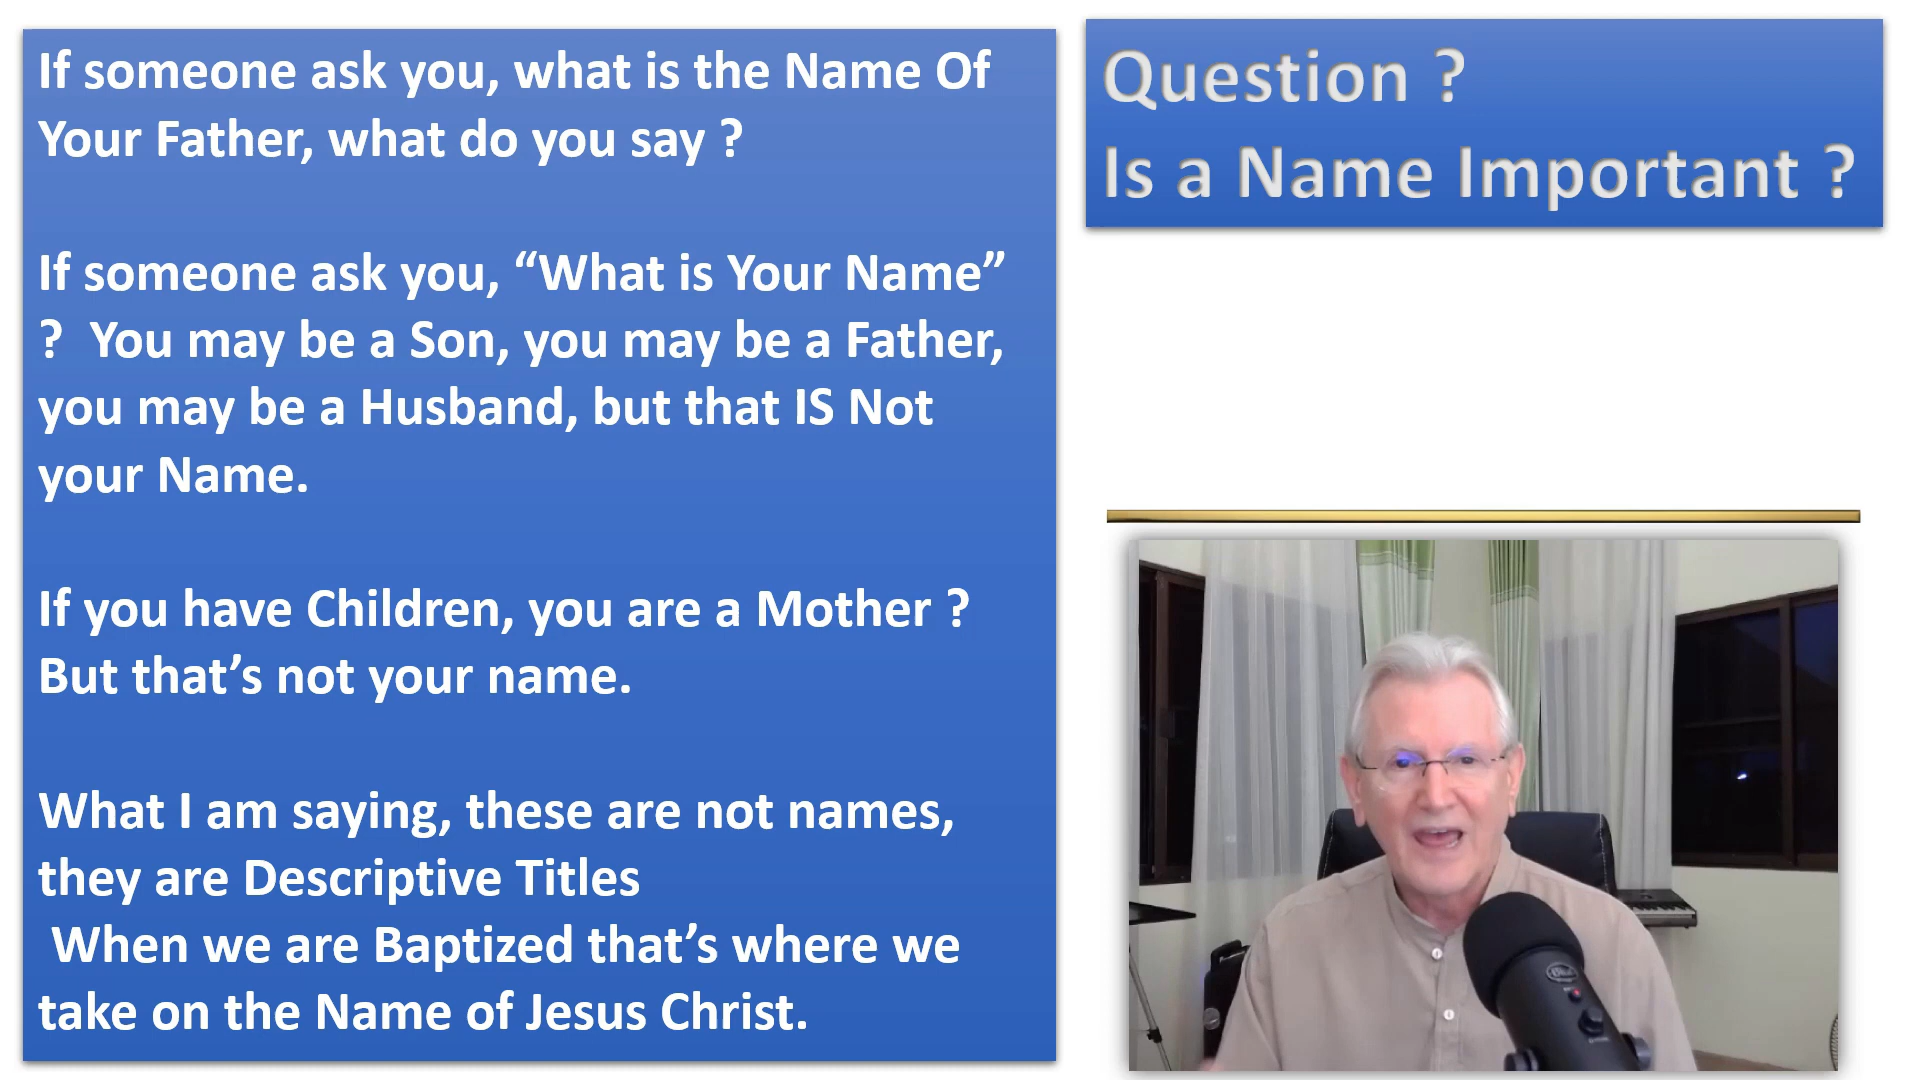 If someone ask you, what is the Name Of
Your Father, what do you say ?
If someone ask you, “What is Your Name”
? You may be a Son, you may be a Father,
you may be a Husband, but that IS Not
your Name.
If you have Children, you are a Mother ?
But that’s not your name.
What I am saying, these are not names,
they are Descriptive Titles
When we are Baptized that’s where we
take on the Name of Jesus Christ.
Question ?
Is a Name Important ?